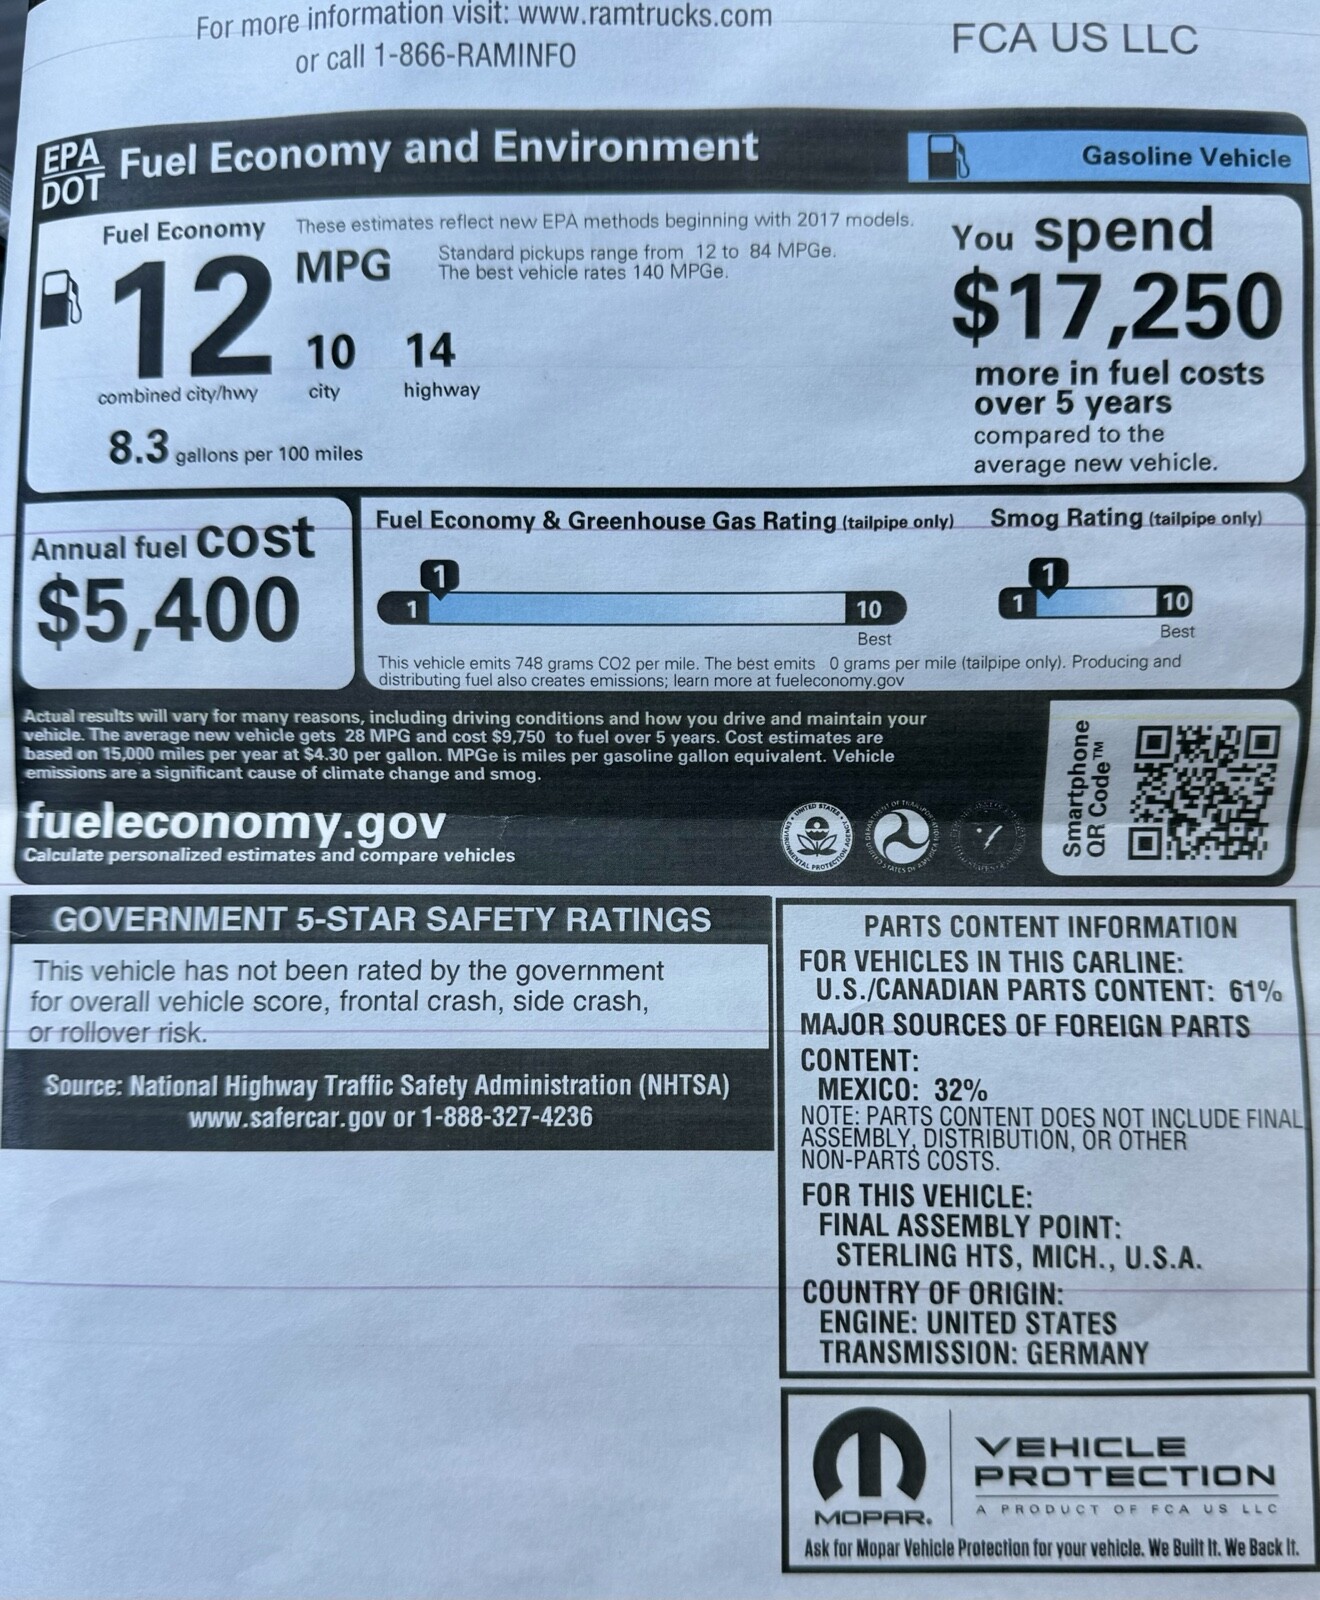 For more information visit: www.ramtrucks.com
or call 1-866-RAMINFO
FCA US LLC
EPA
DOT
Fuel Economy and Environment
Gasoline Vehicle
Fuel Economy
These estimates reflect new EPA methods beginning with 2017 models.
12
MPG
Standard pickups range from 12 to 84 MPGe.
The best vehicle rates 140 MPGe.
10
14
combined city/hwy
city
highway
8.3 gallons per 100 miles
You spend
$17,250
more in fuel costs
over 5 years
compared to the
average new vehicle.
Annual fuel cost
$5,400
Fuel Economy & Greenhouse Gas Rating (tailpipe only)
1
1
10
Best
Smog Rating (tailpipe only)
1
1
10
Best
This vehicle emits 748 grams CO2 per mile. The best emits 0 grams per mile (tailpipe only). Producing and
distributing fuel also creates emissions; learn more at fueleconomy.gov
Actual results will vary for many reasons, including driving conditions and how you drive and maintain your
vehicle. The average new vehicle gets 28 MPG and cost $9,750 to fuel over 5 years. Cost estimates are
based on 15,000 miles per year at $4.30 per gallon. MPGe is miles per gasoline gallon equivalent. Vehicle
emissions are a significant cause of climate change and smog.
fueleconomy.gov
Calculate personalized estimates and compare vehicles
Smartphone
QR Code™
GOVERNMENT 5-STAR SAFETY RATINGS
This vehicle has not been rated by the government
for overall vehicle score, frontal crash, side crash,
or rollover risk.
Source: National Highway Traffic Safety Administration (NHTSA)
www.safercar.gov or 1-888-327-4236
PARTS CONTENT INFORMATION
FOR VEHICLES IN THIS CARLINE:
U.S./CANADIAN PARTS CONTENT: 61%
MAJOR SOURCES OF FOREIGN PARTS
CONTENT:
MEXICO: 32%
NOTE: PARTS CONTENT DOES NOT INCLUDE FINAL
ASSEMBLY, DISTRIBUTION, OR OTHER
NON-PARTS COSTS.
FOR THIS VEHICLE:
FINAL ASSEMBLY POINT:
STERLING HTS, MICH., U.S.A.
COUNTRY OF ORIGIN:
ENGINE: UNITED STATES
TRANSMISSION: GERMANY
MOPAR.
VEHICLE
PROTECTION
A PRODUCT OF FCA US LLC
Ask for Mopar Vehicle Protection for your vehicle. We Built It. We Back It.